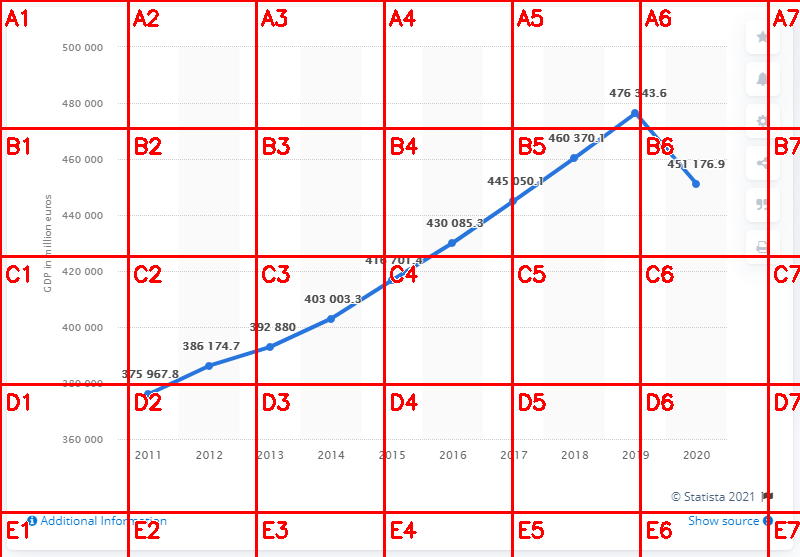 A1 A2 A3 A4 A5 A6 A7
500 000
480 000
476 343.6
B1 B2 B3 B4 B5 B6 B7
460 370.1
460 000
451 176.9
445 050.1
440 000
430 085.3
GDP in million euros
416 701.4
C1 C2 C3 C4 C5 C6 C7
420 000
403 003.3
400 000
392 880
386 174.7
375 967.8
380 000
D1 D2 D3 D4 D5 D6 D7
360 000
2011 2012 2013 2014 2015 2016 2017 2018 2019 2020
© Statista 2021
Additional Information
Show source
E1 E2 E3 E4 E5 E6 E7